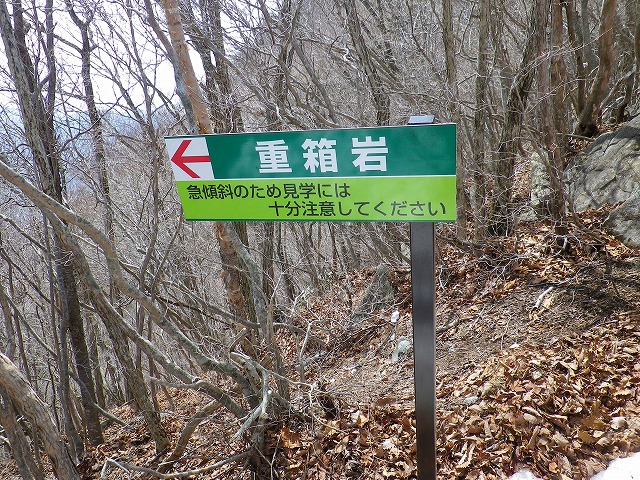 重箱岩
急傾斜のため見学には
十分注意してください